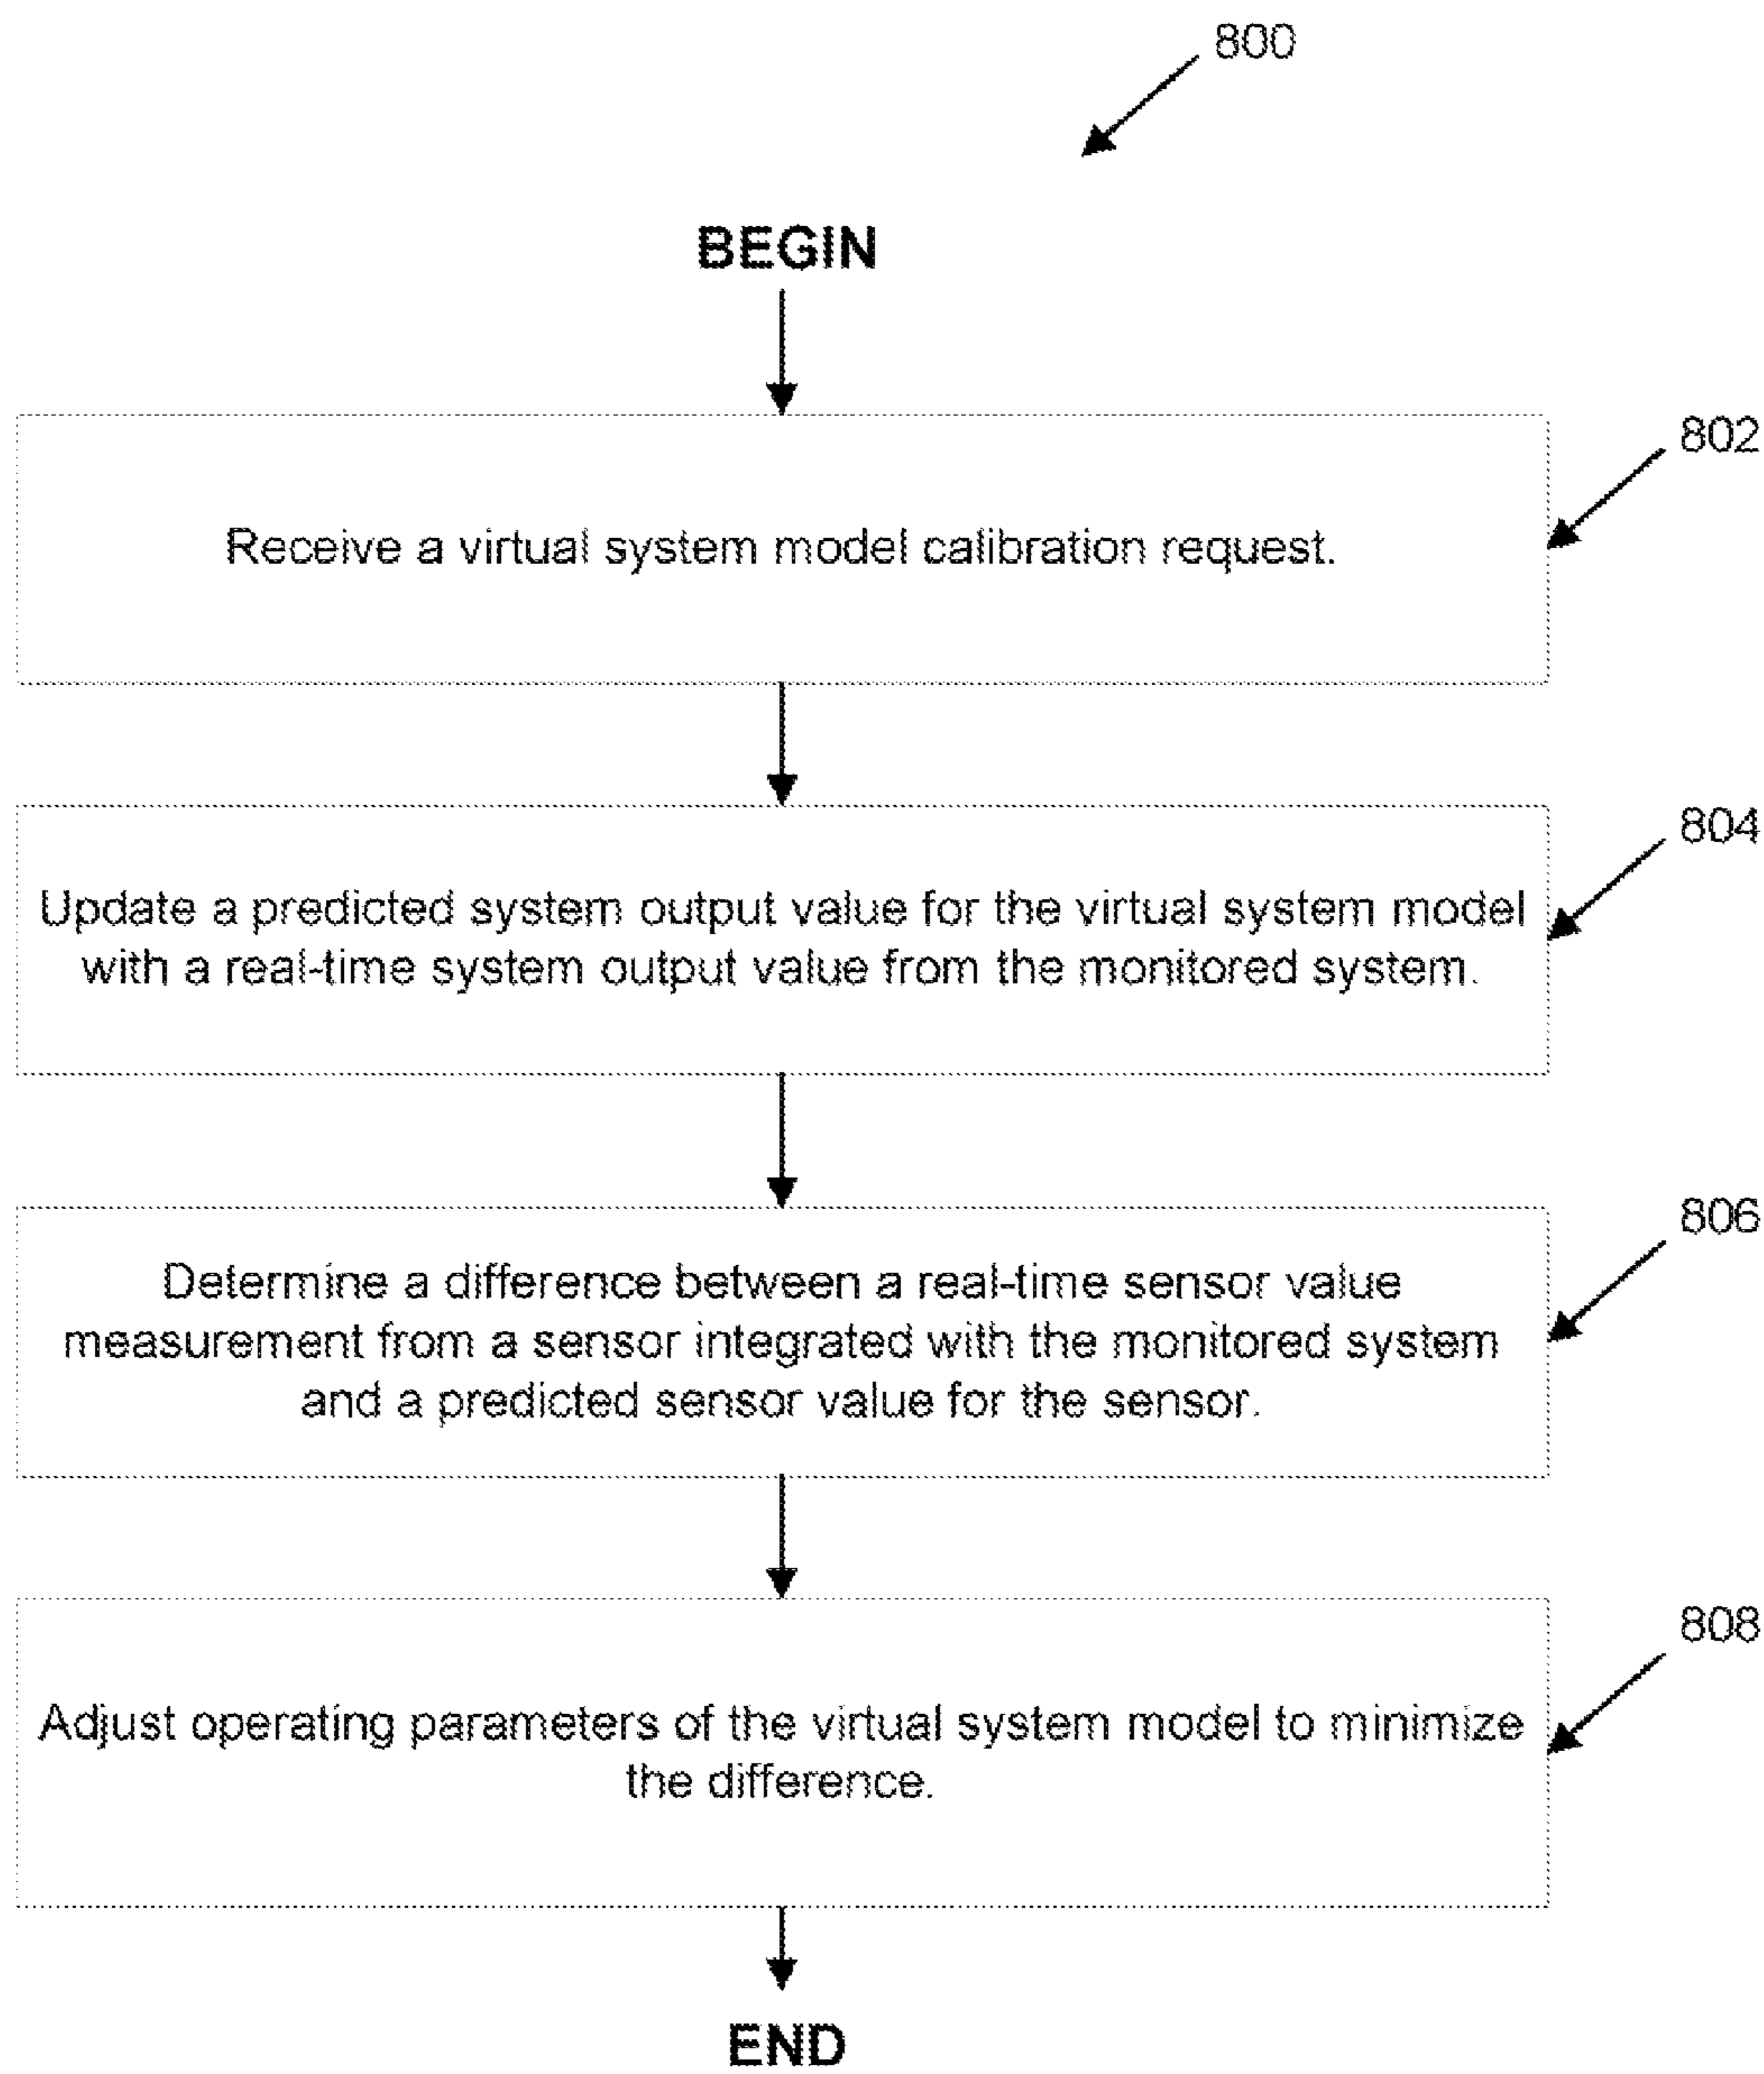 800
BEGIN
802
Receive a virtual system model calibration request.
804
Update a predicted system output value for the virtual system model
with a real-time system output value from the monitored system.
806
Determine a difference between a real-time sensor value
measurement from a sensor integrated with the monitored system
and a predicted sensor value for the sensor.
808
Adjust operating parameters of the virtual system model to minimize
the difference.
END